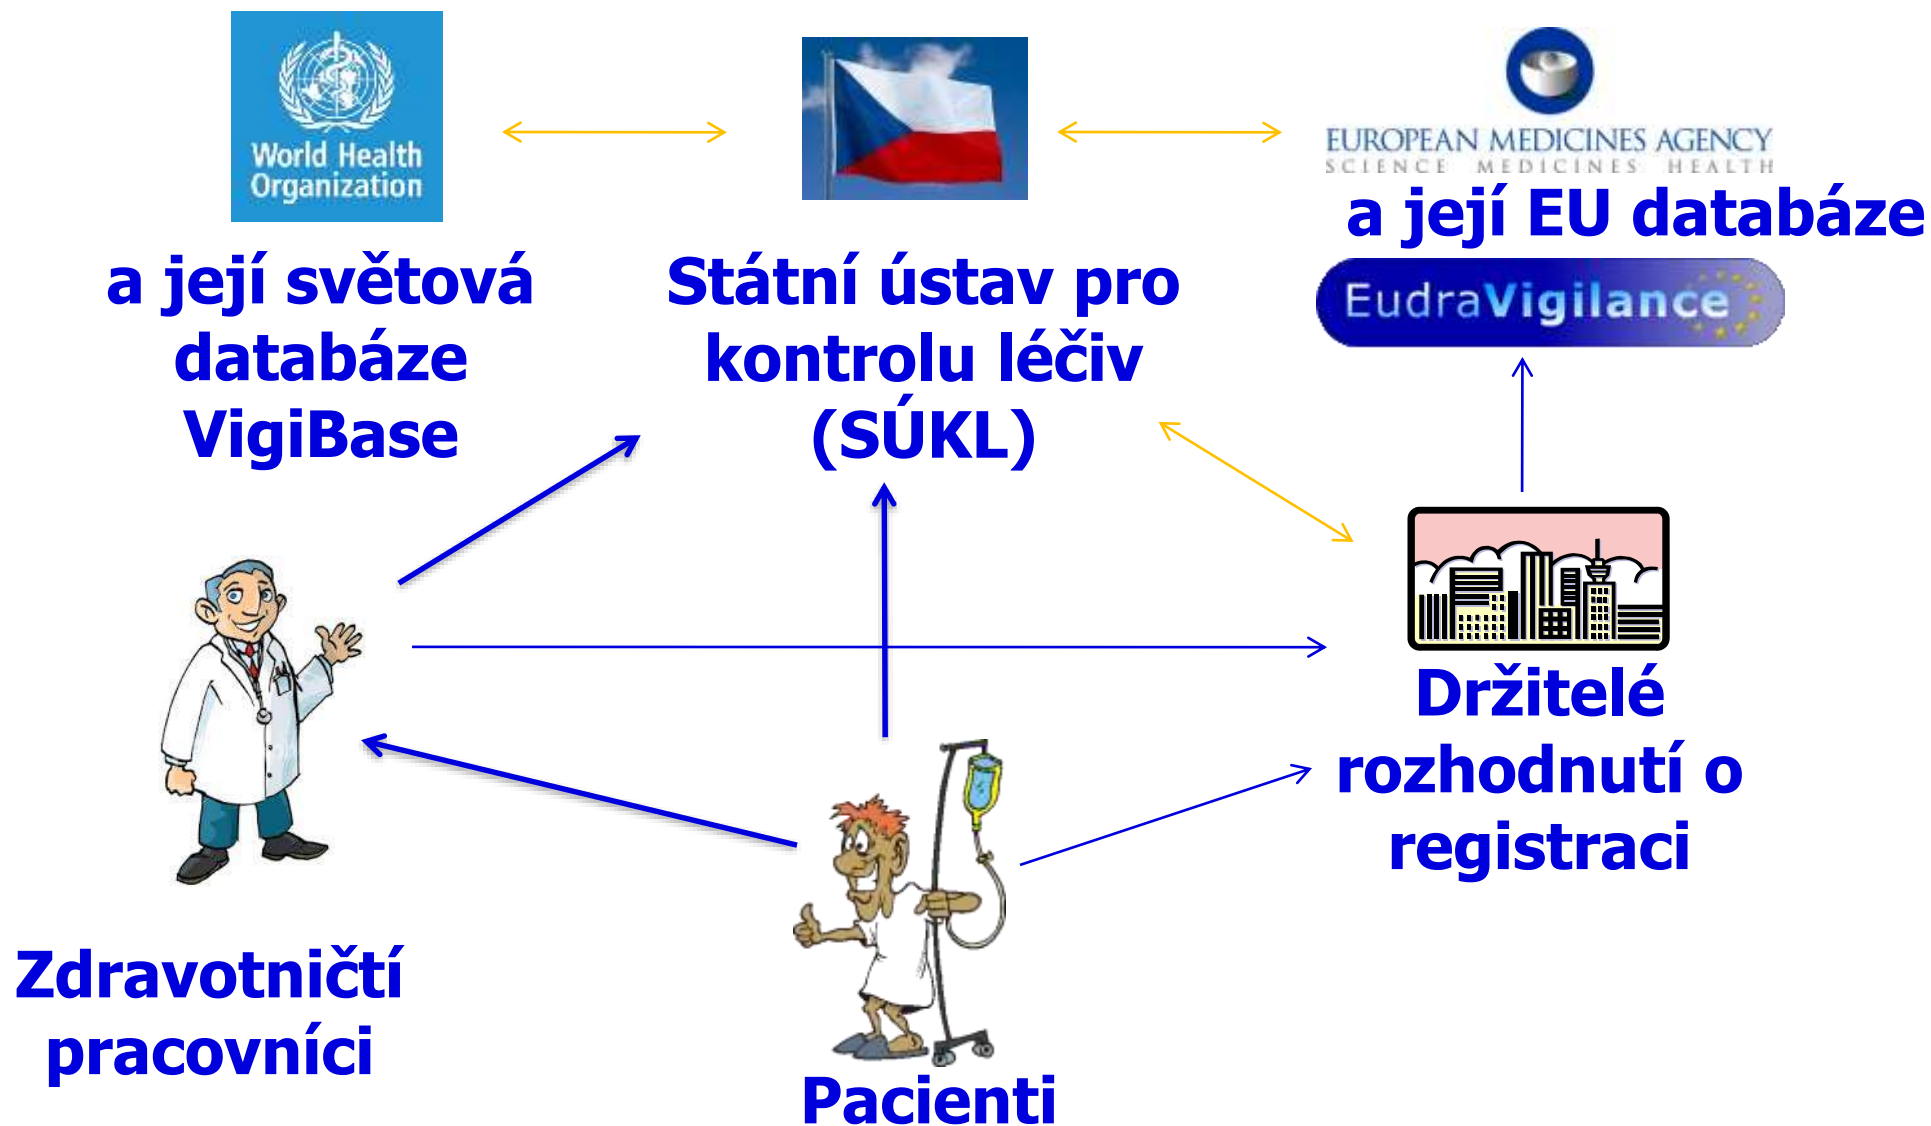 World Health
Organization
a její světová
databáze
VigiBase
Státní ústav pro
kontrolu léčiv
(SÚKL)
EUROPEAN MEDICINES AGENCY
SCIENCE MEDICINES HEALTH
a její EU databáze
EudraVigilance
Držitelé
rozhodnutí o
registraci
Zdravotničtí
pracovníci
Pacienti